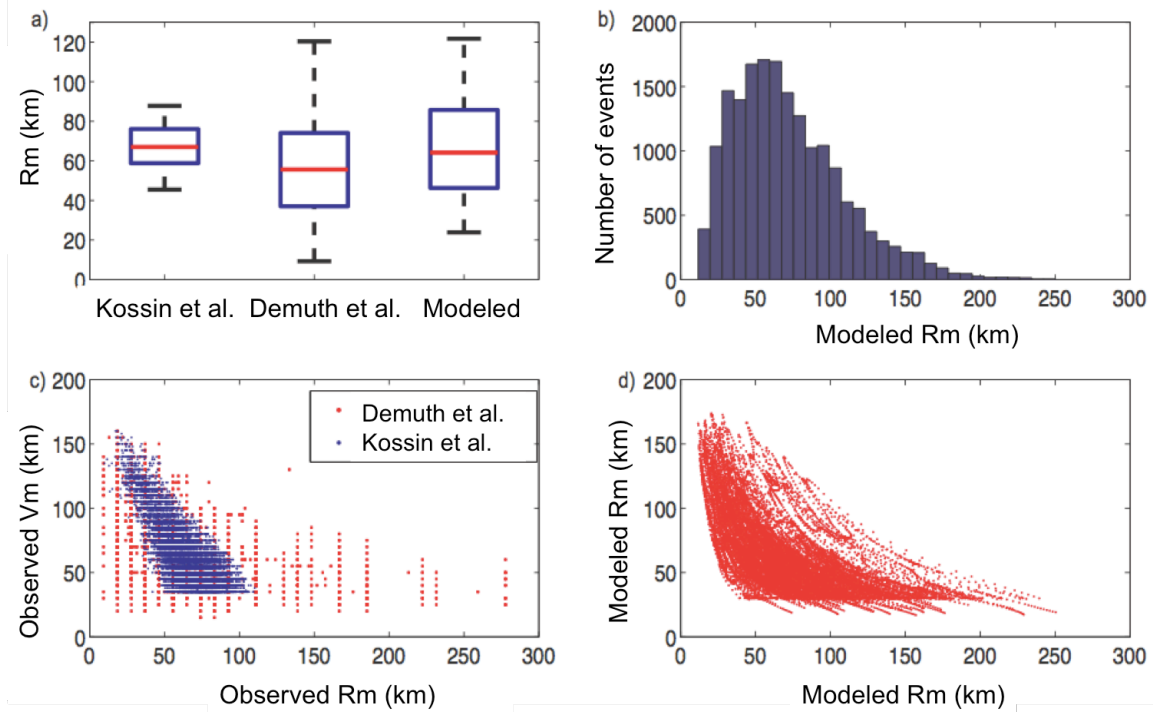 a)
120
100
80
60
40
20
0
Rm (km)
Kossin et al. Demuth et al. Modeled
b)
2000
1500
1000
500
0
Number of events
0 50 100 150 200 250 300
Modeled Rm (km)
c)
200
150
100
50
0
Observed Vm (km)
Demuth et al.
Kossin et al.
0 50 100 150 200 250 300
Observed Rm (km)
d)
200
150
100
50
0
Modeled Rm (km)
0 50 100 150 200 250 300
Modeled Rm (km)